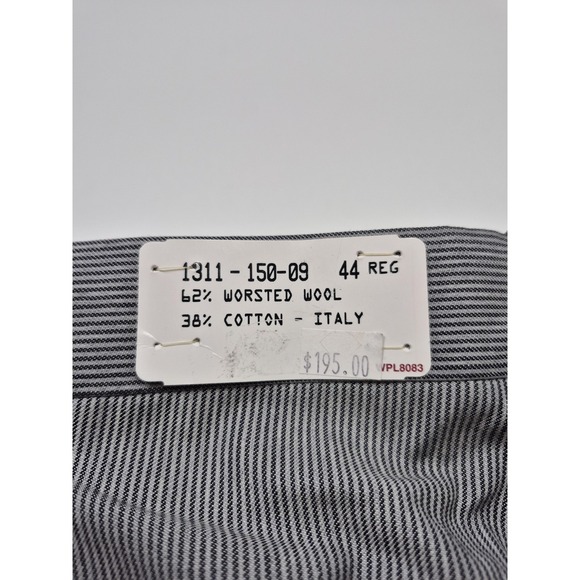 1311-150-09 44 REG
62% WORSTED WOOL
38% COTTON - ITALY
$195.00 WPL8083